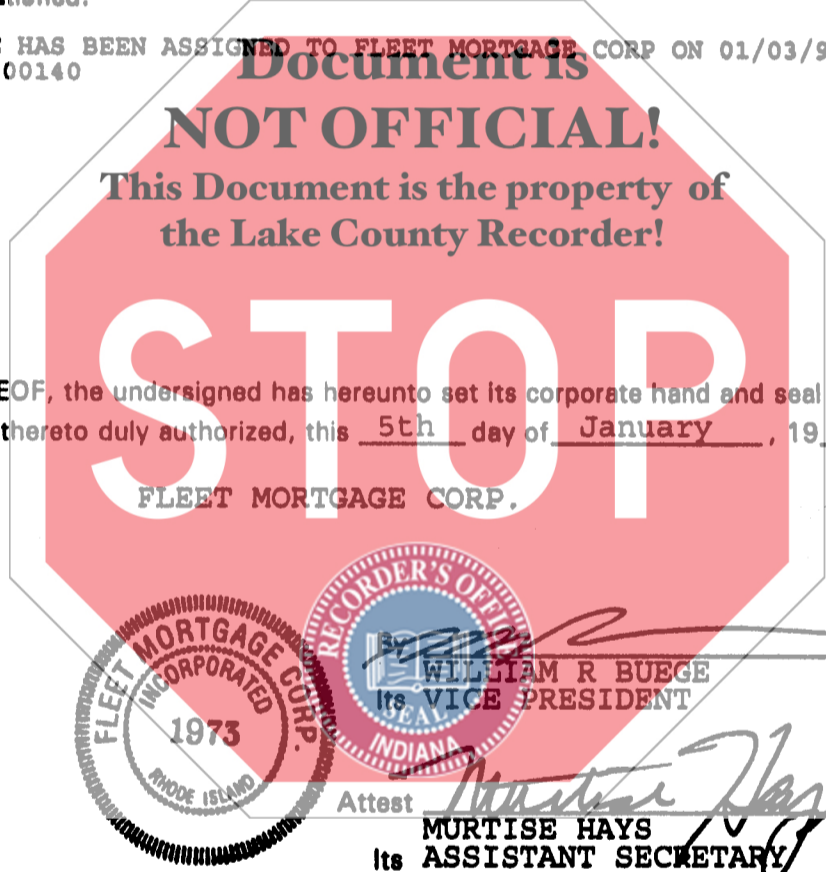 HAS BEEN ASSIGNED TO FLEET MORTGAGE CORP ON 01/03/9
00140
Document is
NOT OFFICIAL!
This Document is the property of
the Lake County Recorder!
STOP
EOF, the undersigned has hereunto set its corporate hand and seal
thereto duly authorized, this 5th day of January, 19
FLEET MORTGAGE CORP.
RECORDER'S OFFICE
SEAL
INDIANA
FLEET MORTGAGE CORP.
INCORPORATED
1973
RHODE ISLAND
By
WILLIAM R BUEGE
Its VICE PRESIDENT
Attest Murtise Hays
MURTISE HAYS
Its ASSISTANT SECRETARY